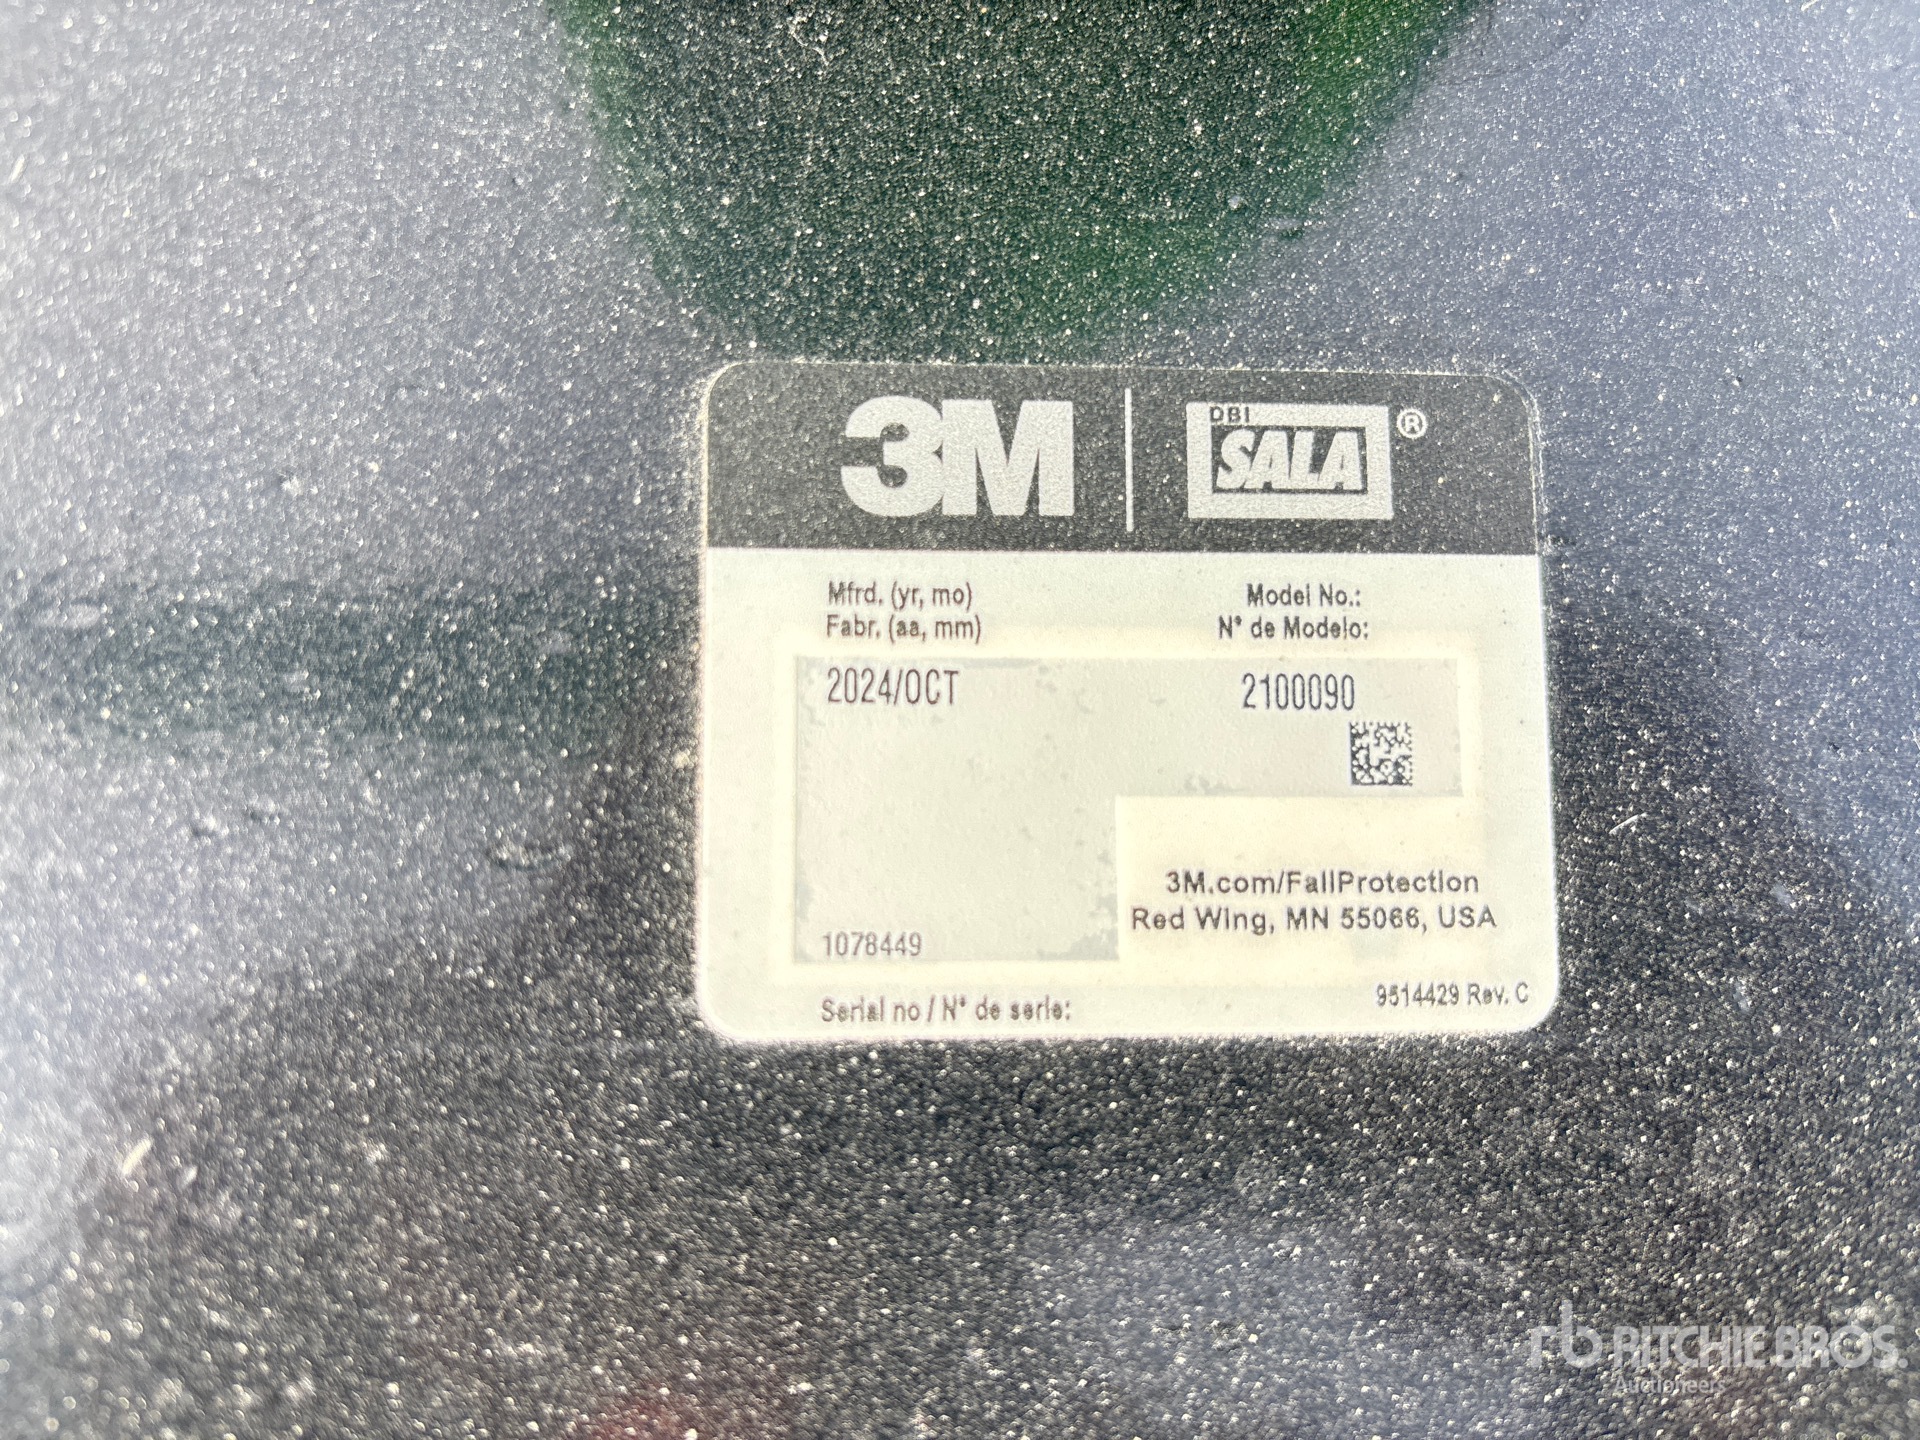 3M
DBI
SALA®
Mfrd. (yr, mo)
Fabr. (aa, mm)
Model No.:
N° de Modelo:
2024/OCT
2100090
3M.com/FallProtection
Red Wing, MN 55066, USA
1078449
Serial no / N° de serie:
9514429 Rev. C
rb RITCHIE BROS.
Auctioneers